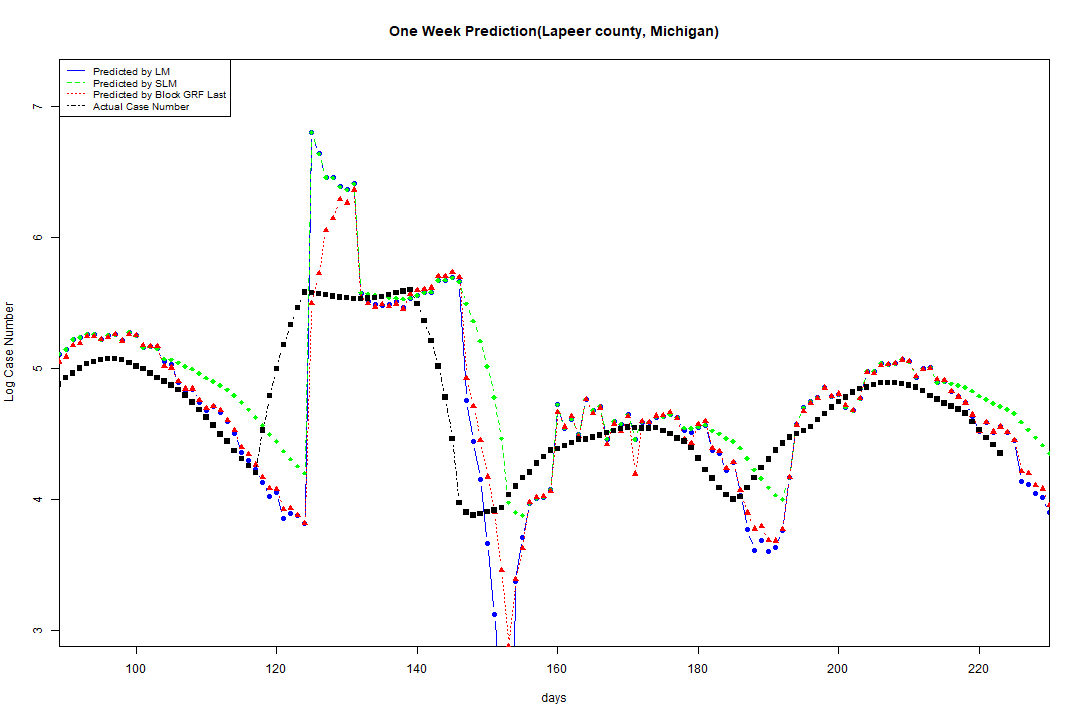 One Week Prediction(Lapeer county, Michigan)
Predicted by LM
Predicted by SLM
Predicted by Block GRF Last
Actual Case Number
7
6
5
4
3
Log Case Number
100 120 140 160 180 200 220
days